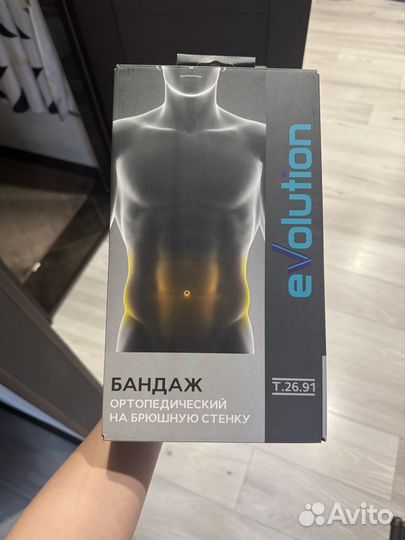 evolution
БАНДАЖ
ОРТОПЕДИЧЕСКИЙ
НА БРЮШНУЮ СТЕНКУ
Т.26.91
Avito